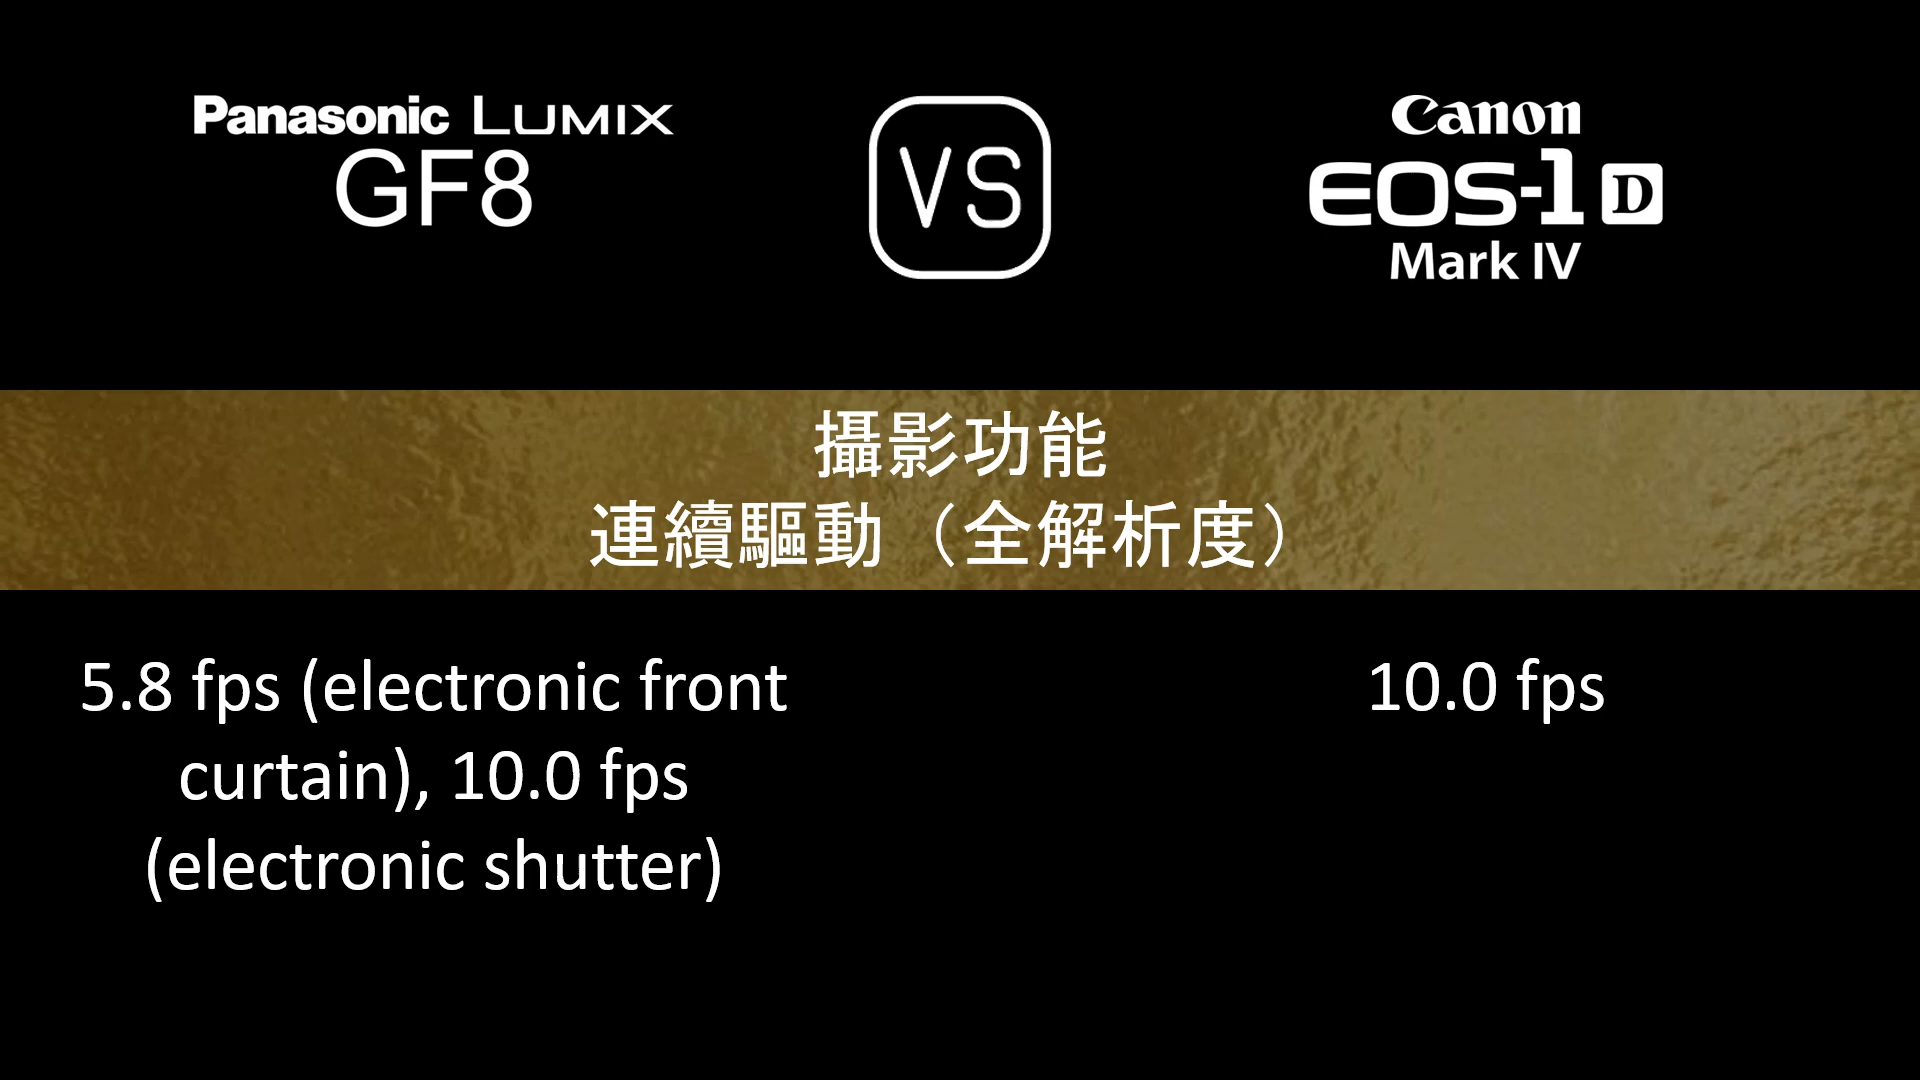 Panasonic LUMIX
GF8
VS
Canon
EOS-1D
Mark IV
攝影功能
連續驅動（全解析度）
5.8 fps (electronic front
curtain), 10.0 fps
(electronic shutter)
10.0 fps